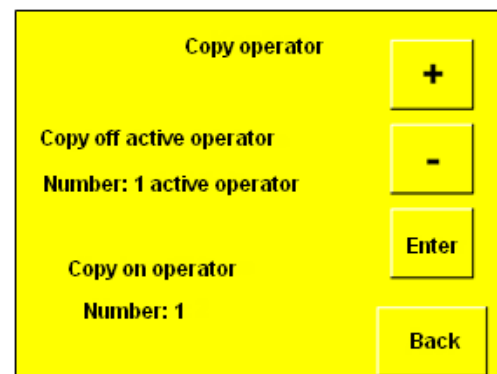 Copy operator
+
Copy off active operator
-
Number: 1 active operator
Enter
Copy on operator
Number: 1
Back